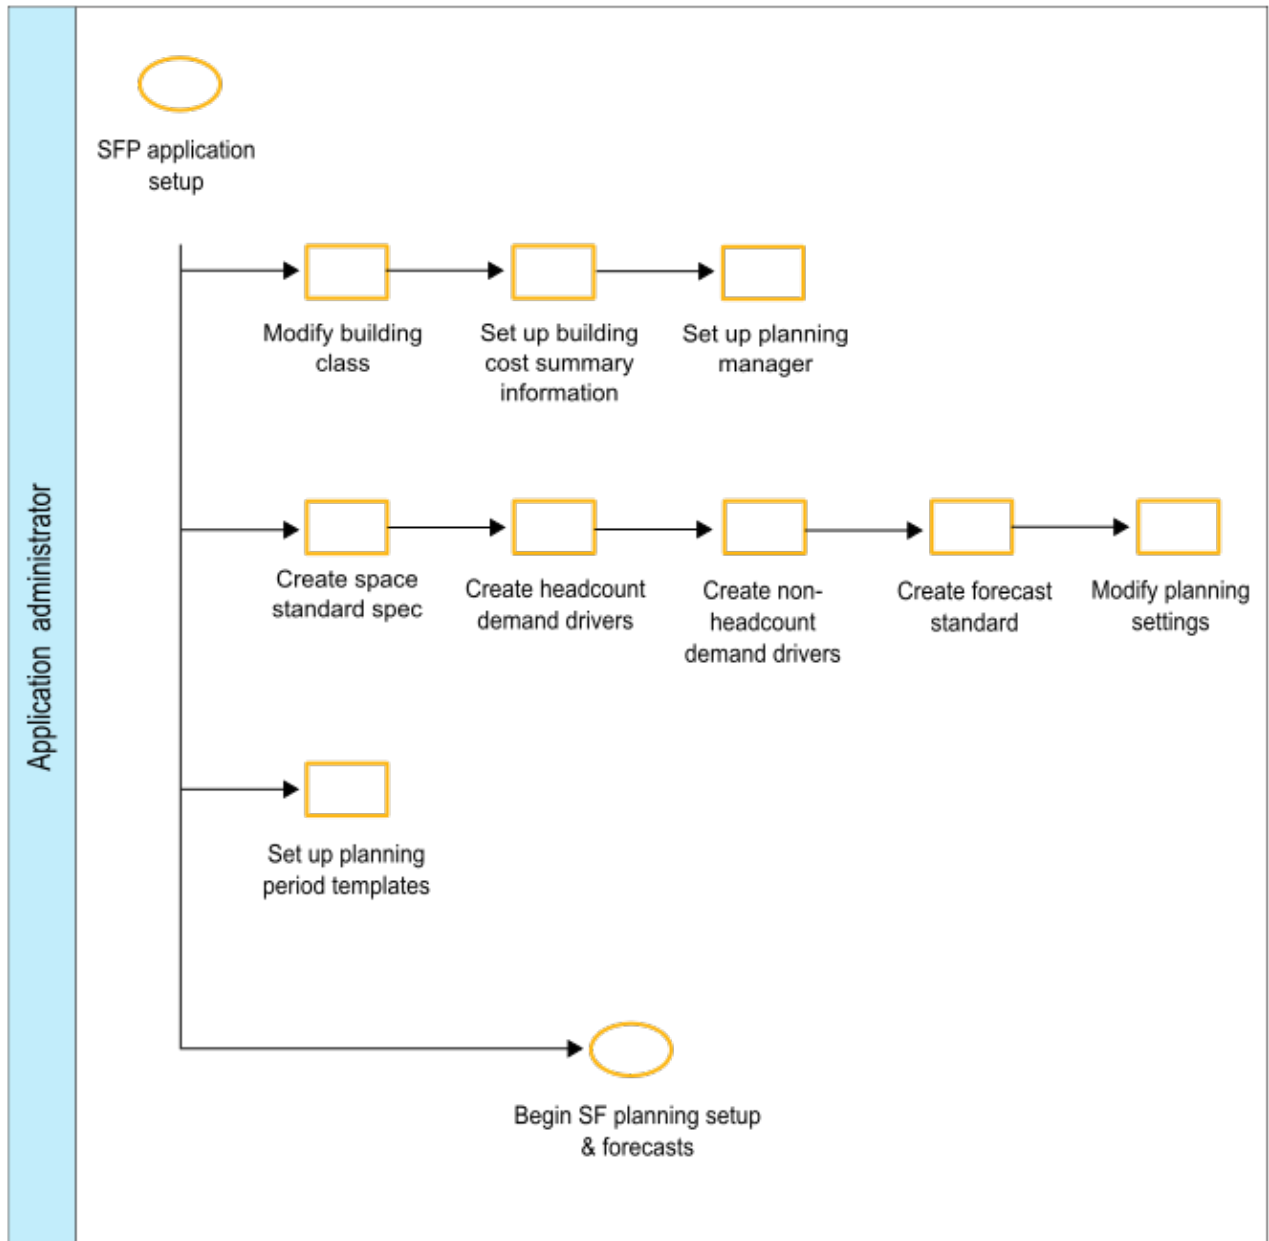 Application administrator
SFP application
setup
Modify building
class
Set up building
cost summary
information
Set up planning
manager
Create space
standard spec
Create headcount
demand drivers
Create non-
headcount
demand drivers
Create forecast
standard
Modify planning
settings
Set up planning
period templates
Begin SF planning setup
& forecasts